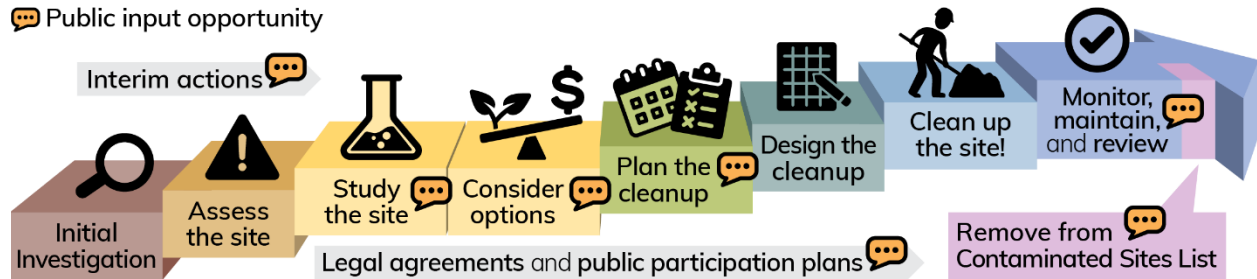 Public input opportunity
Interim actions
Initial
Investigation
Assess
the site
Study
the site
Consider
options
Plan the
cleanup
Design the
cleanup
Clean up
the site!
Monitor,
maintain,
and review
Legal agreements and public participation plans
Remove from
Contaminated Sites List